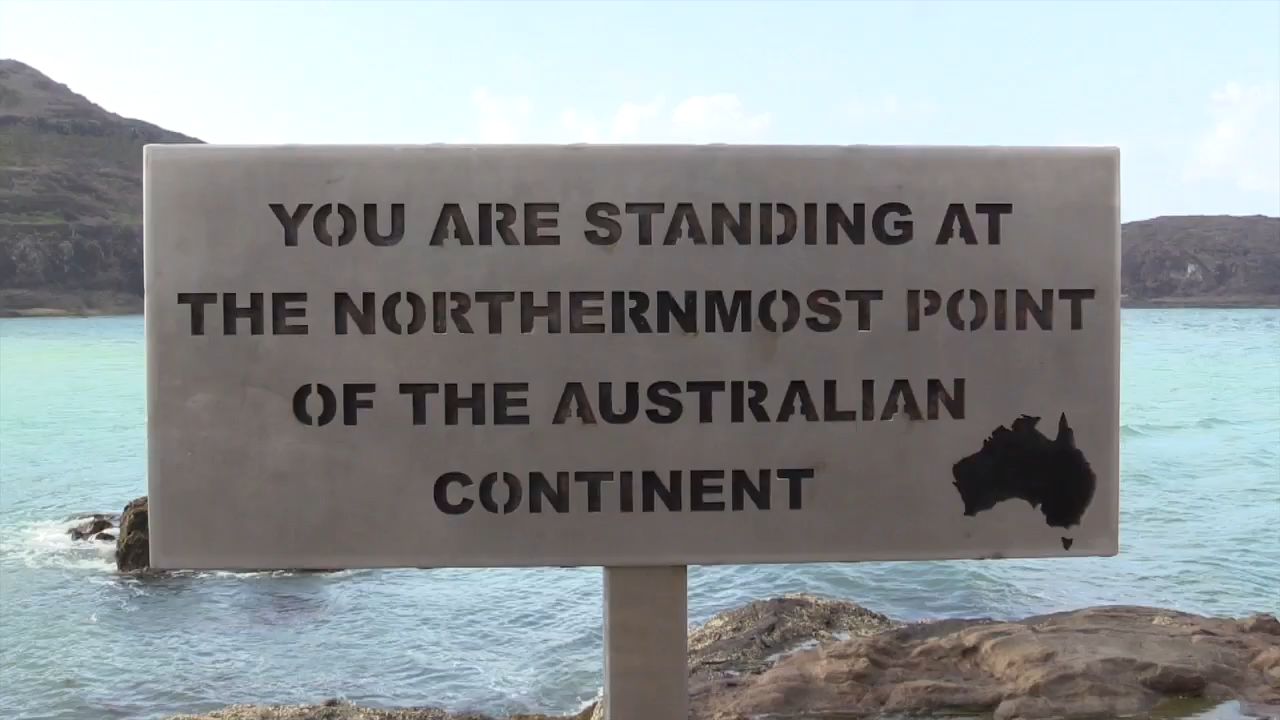 YOU ARE STANDING AT
THE NORTHERNMOST POINT
OF THE AUSTRALIAN
CONTINENT